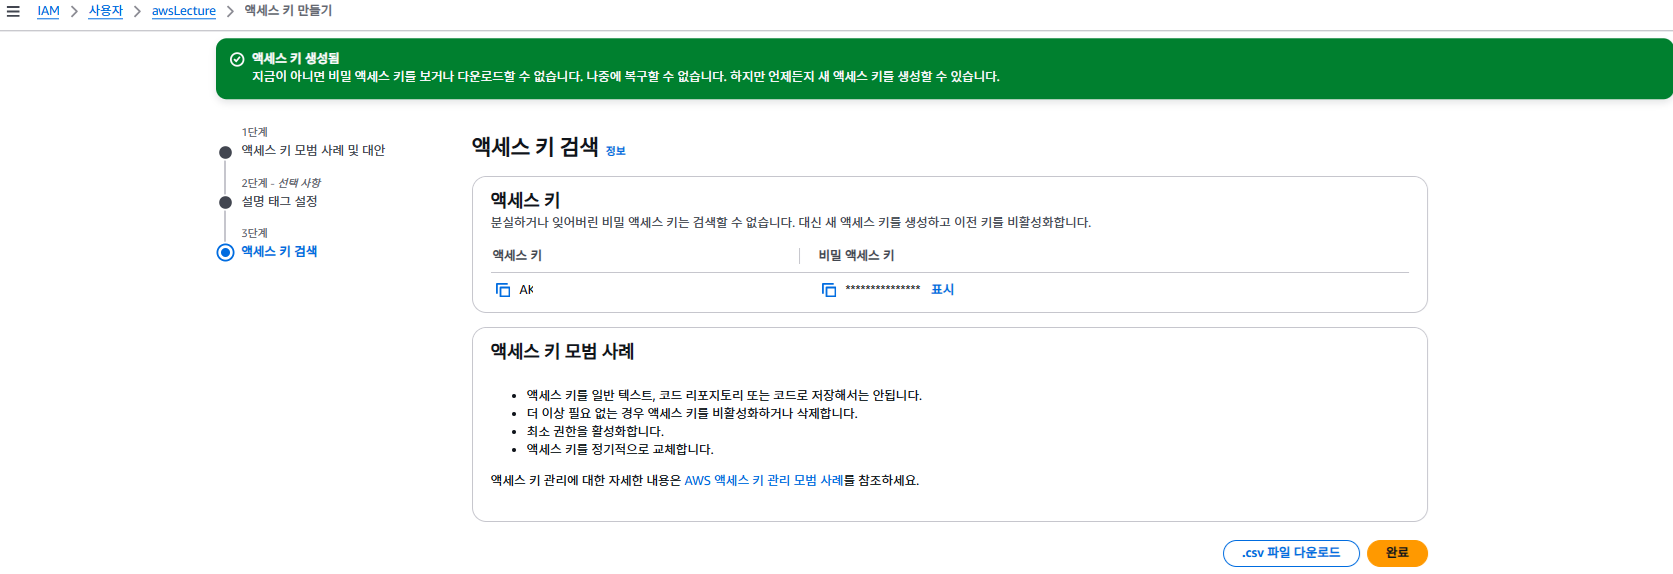 IAM > 사용자 > awsLecture > 액세스 키 만들기
액세스 키 생성됨
지금이 아니면 비밀 액세스 키를 보거나 다운로드할 수 없습니다. 나중에 복구할 수 없습니다. 하지만 언제든지 새 액세스 키를 생성할 수 있습니다.
1단계
액세스 키 모범 사례 및 대안
2단계 - 선택 사항
설명 태그 설정
3단계
액세스 키 검색
액세스 키 검색 정보
액세스 키
분실하거나 잊어버린 비밀 액세스 키는 검색할 수 없습니다. 대신 새 액세스 키를 생성하고 이전 키를 비활성화합니다.
액세스 키 비밀 액세스 키
AK *************** 표시
액세스 키 모범 사례
• 액세스 키를 일반 텍스트, 코드 리포지토리 또는 코드로 저장해서는 안됩니다.
• 더 이상 필요 없는 경우 액세스 키를 비활성화하거나 삭제합니다.
• 최소 권한을 활성화합니다.
• 액세스 키를 정기적으로 교체합니다.
액세스 키 관리에 대한 자세한 내용은 AWS 액세스 키 관리 모범 사례를 참조하세요.
.csv 파일 다운로드 완료